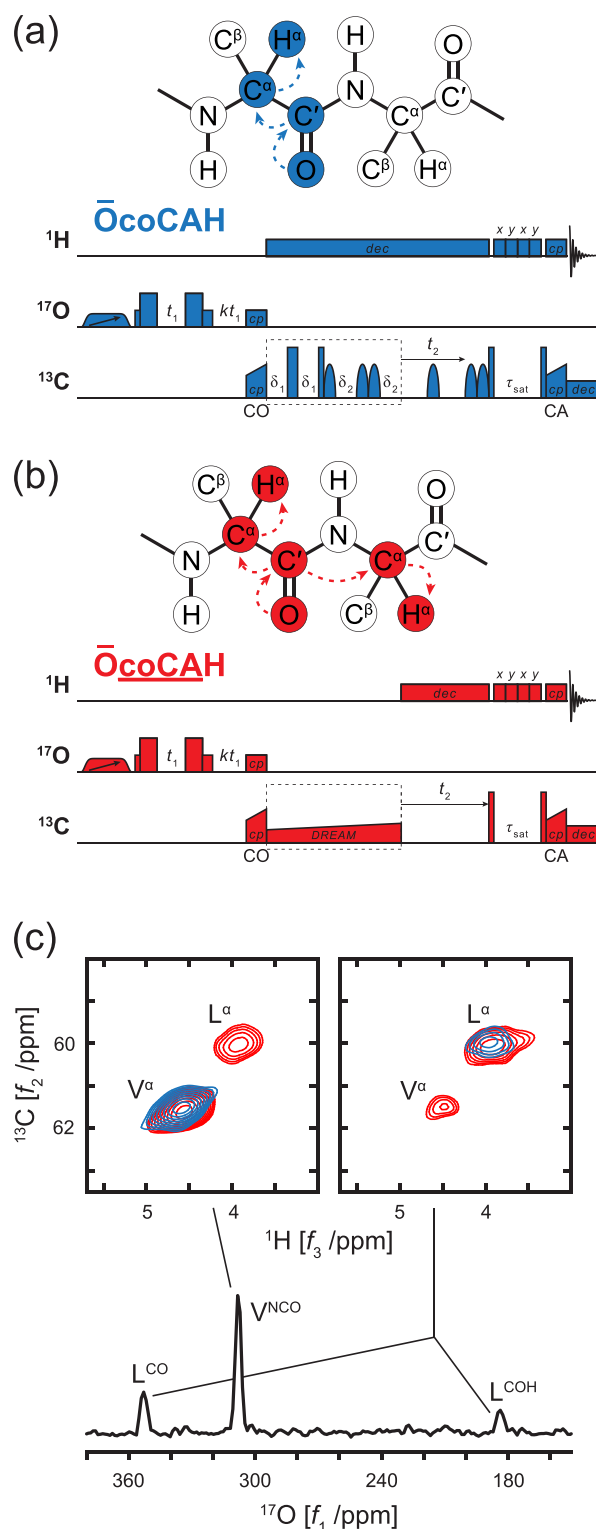 (a)
Cβ Hα H O
Cα N C′
N C′ Cα
H O Cβ Hα
ŌcoCAH
x y x y
1H dec cp
17O t1 kt1 cp
t2
13C cp δ1 δ1 δ2 δ2 τsat cp dec
CO CA
(b)
Cβ Hα H O
Cα N C′
N C′ Cα
H O Cβ Hα
ŌcoCAH
x y x y
1H dec cp
17O t1 kt1 cp
t2
13C cp DREAM τsat cp dec
CO CA
(c)
Lα Lα
60
Vα Vα
62
13C [f2 /ppm]
5 4 5 4
1H [f3 /ppm]
VNCO
LCO
LCOH
360 300 240 180
17O [f1 /ppm]